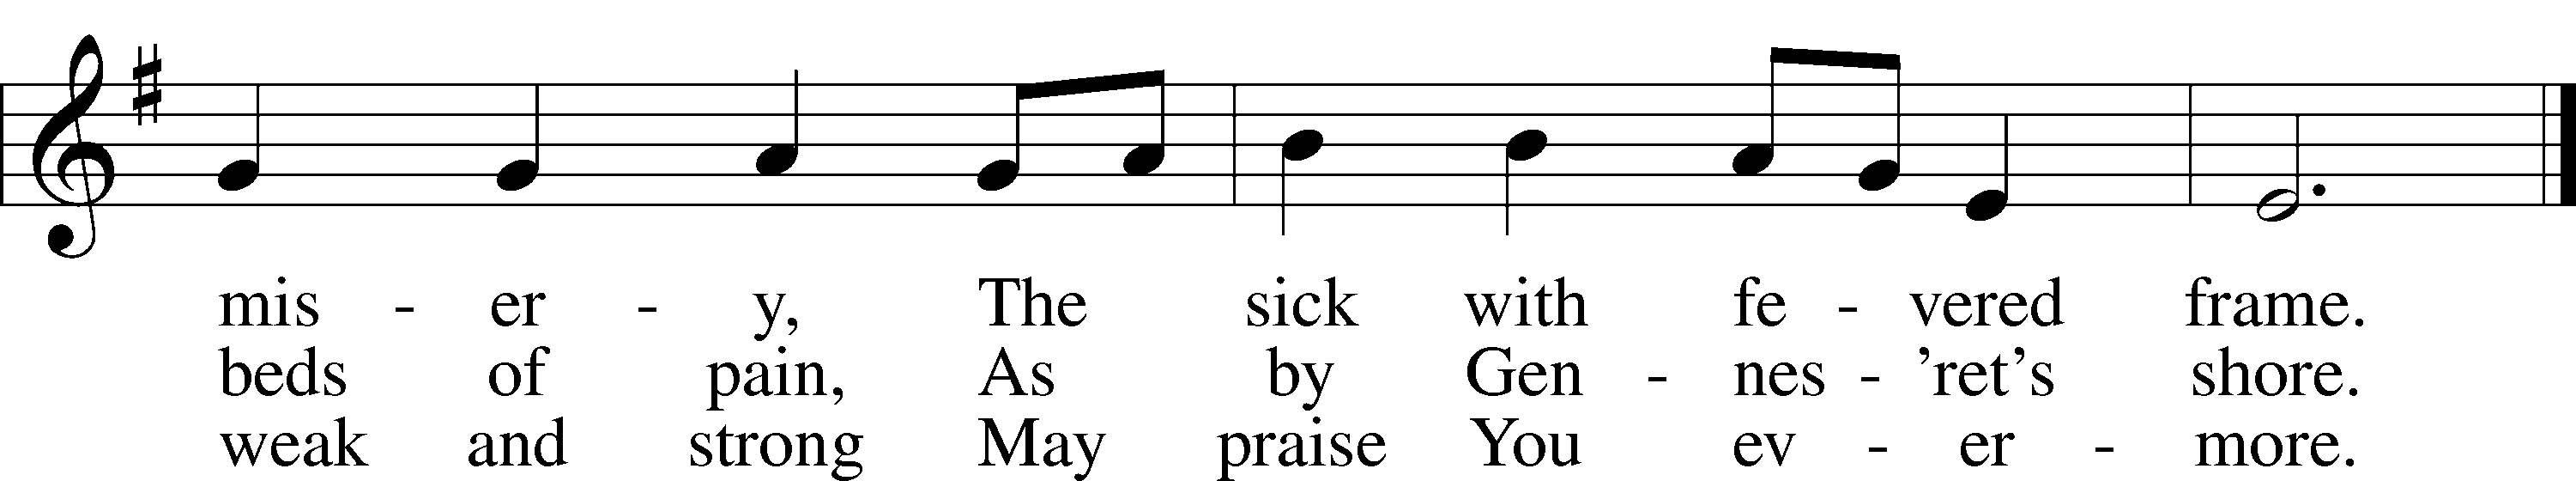 mis - er - y, The sick with fe - vered frame.
beds of pain, As by Gen - nes - 'ret's shore.
weak and strong May praise You ev - er - more.